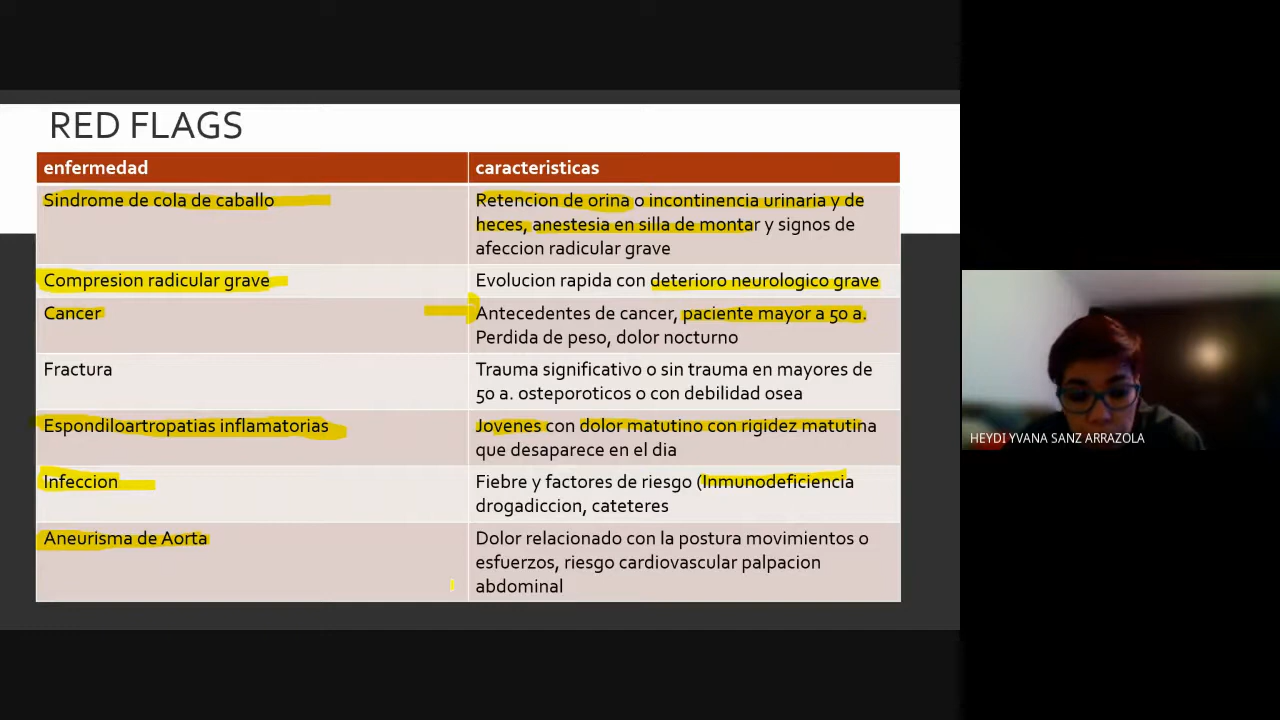 RED FLAGS
enfermedad
caracteristicas
Sindrome de cola de caballo
Retencion de orina o incontinencia urinaria y de
heces, anestesia en silla de montar y signos de
afeccion radicular grave
Compresion radicular grave
Evolucion rapida con deterioro neurologico grave
Cancer
Antecedentes de cancer, paciente mayor a 50 a.
Perdida de peso, dolor nocturno
Fractura
Trauma significativo o sin trauma en mayores de
50 a. osteporoticos o con debilidad osea
Espondiloartropatias inflamatorias
Jovenes con dolor matutino con rigidez matutina
que desaparece en el dia
Infeccion
Fiebre y factores de riesgo (Inmunodeficiencia
drogadiccion, cateteres
Aneurisma de Aorta
Dolor relacionado con la postura movimientos o
esfuerzos, riesgo cardiovascular palpacion
abdominal
HEYDI YVANA SANZ ARRAZOLA